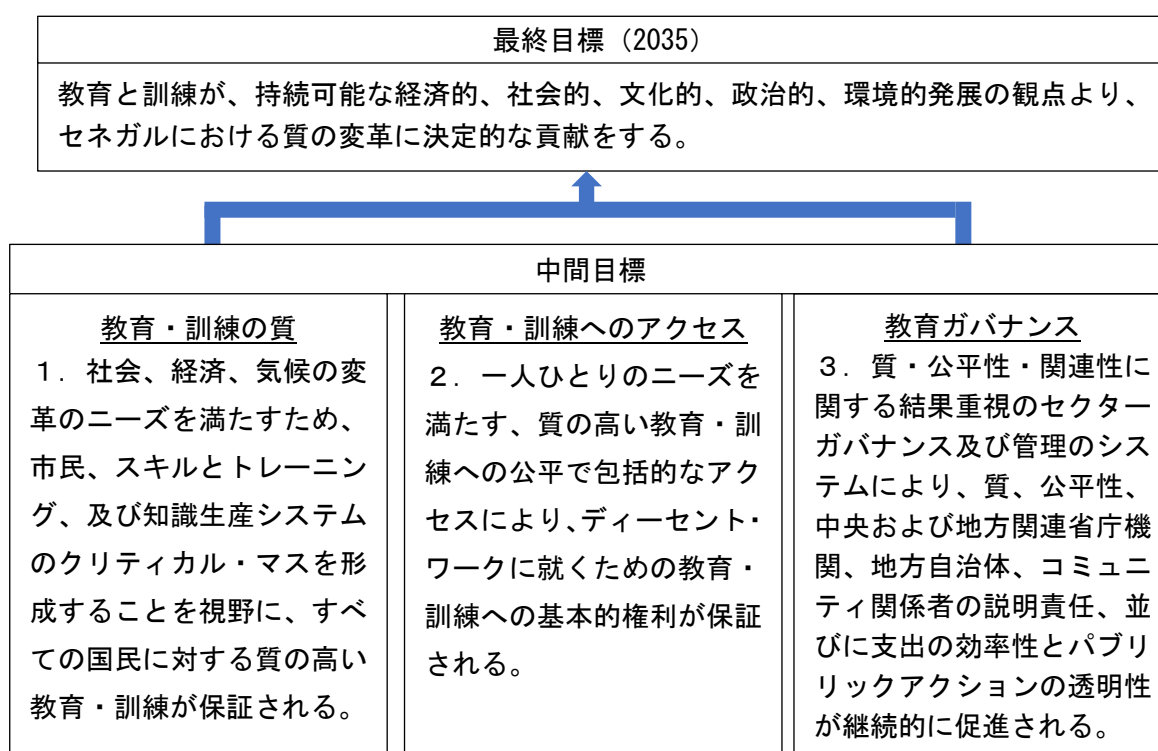 最終目標（2035）
教育と訓練が、持続可能な経済的、社会的、文化的、政治的、環境的発展の観点より、
セネガルにおける質の変革に決定的な貢献をする。
中間目標
教育・訓練の質
１．社会、経済、気候の変
革のニーズを満たすため、
市民、スキルとトレーニン
グ、及び知識生産システム
のクリティカル・マスを形
成することを視野に、すべ
ての国民に対する質の高い
教育・訓練が保証される。
教育・訓練へのアクセス
２．一人ひとりのニーズを
満たす、質の高い教育・訓
練への公平で包括的なアク
セスにより、ディーセント・
ワークに就くための教育・
訓練への基本的権利が保証
される。
教育ガバナンス
３．質・公平性・関連性に
関する結果重視のセクター
ガバナンス及び管理のシス
テムにより、質、公平性、
中央および地方関連省庁機
関、地方自治体、コミュニ
ティ関係者の説明責任、並
びに支出の効率性とパブリ
リックアクションの透明性
が継続的に促進される。